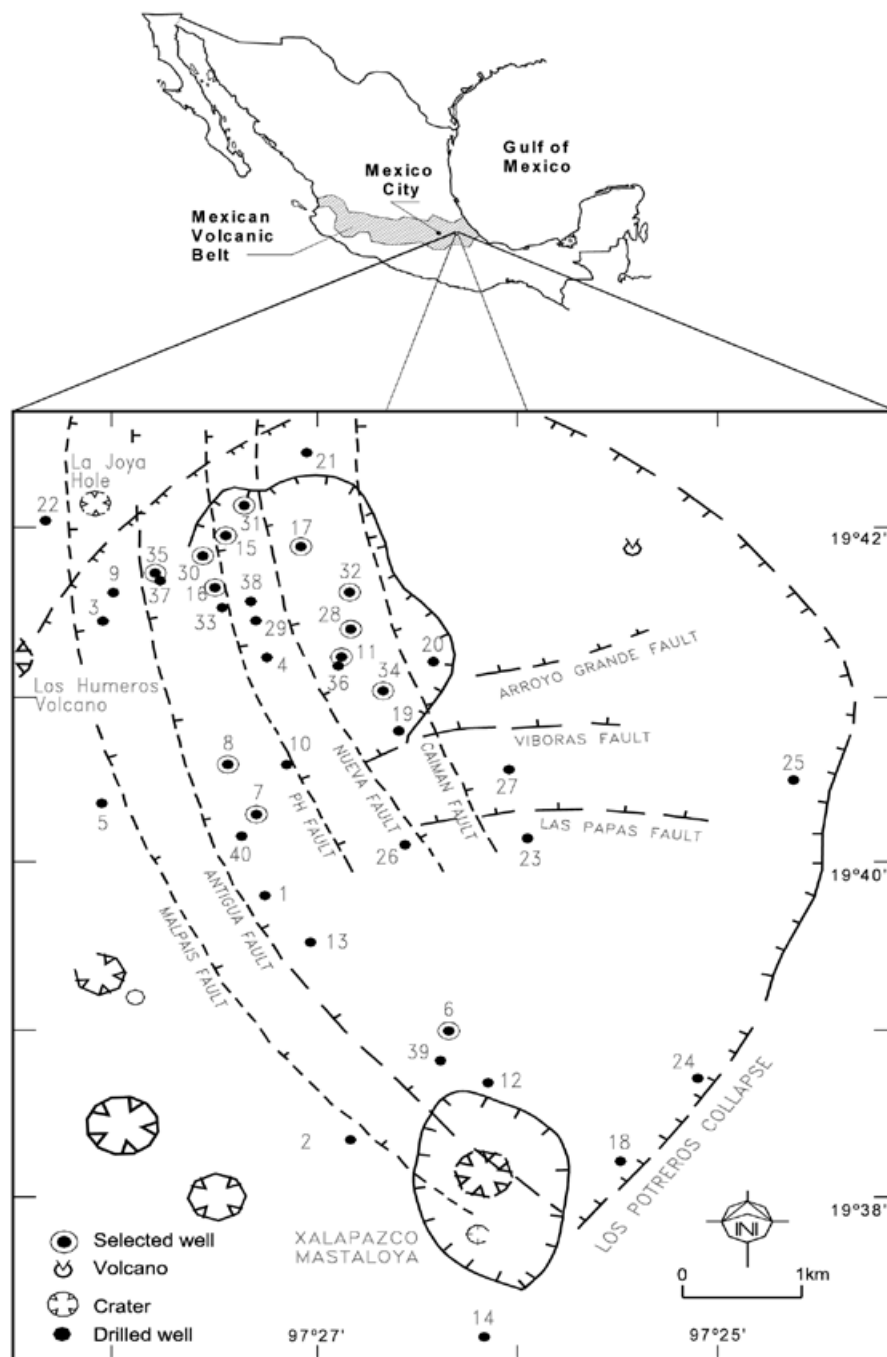 Gulf of
Mexico
Mexico
City
Mexican
Volcanic
Belt
La Joya
Hole
21
22
31
17
19°42'
15
35
30
32
9
16
38
37
3
33
29
28
4
11
20
36
34
ARROYO GRANDE FAULT
Los Humeros
Volcano
19
VIBORAS FAULT
8
10
25
27
NUEVA FAULT
CAIMAN FAULT
PH FAULT
7
5
LAS PAPAS FAULT
40
26
23
19°40'
1
ANTIGUA FAULT
MALPAIS FAULT
13
6
39
12
24
LOS POTREROS COLLAPSE
2
18
19°38'
XALAPAZCO
MASTALOYA
Selected well
Volcano
Crater
Drilled well
0
1km
14
97°27'
97°25'